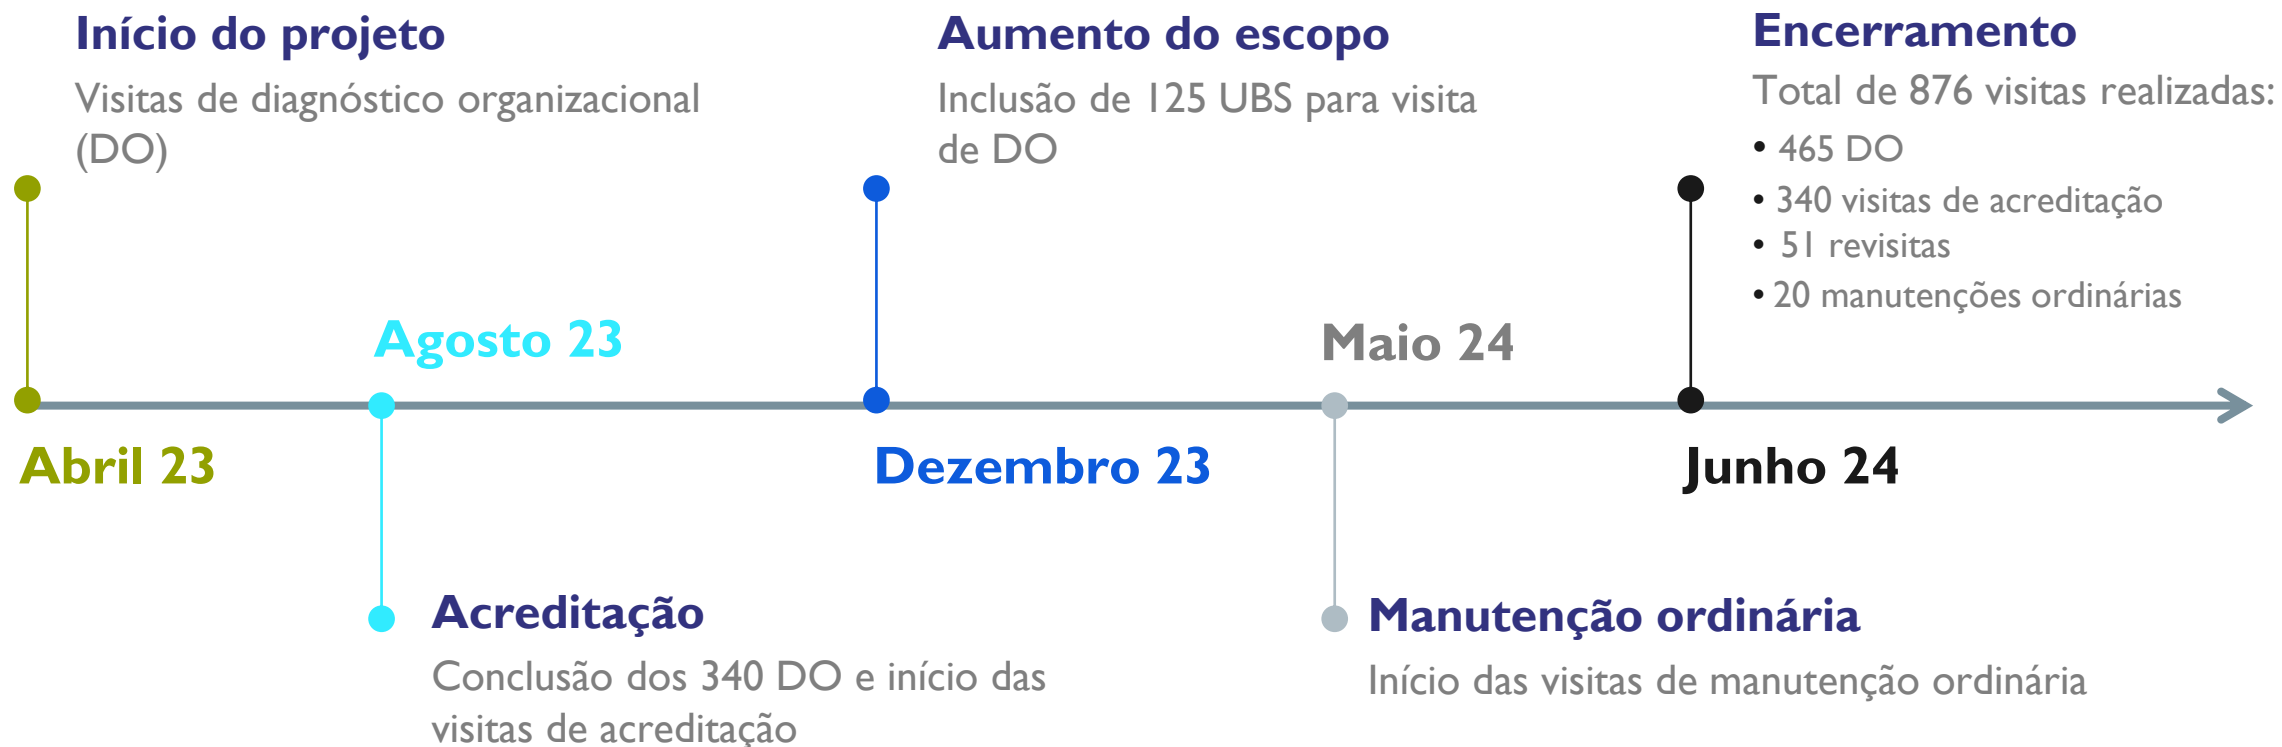 Início do projeto
Visitas de diagnóstico organizacional
(DO)
Aumento do escopo
Inclusão de 125 UBS para visita
de DO
Encerramento
Total de 876 visitas realizadas:
• 465 DO
• 340 visitas de acreditação
• 51 revisitas
• 20 manutenções ordinárias
Agosto 23
Maio 24
Abril 23
Dezembro 23
Junho 24
Acreditação
Conclusão dos 340 DO e início das
visitas de acreditação
Manutenção ordinária
Início das visitas de manutenção ordinária